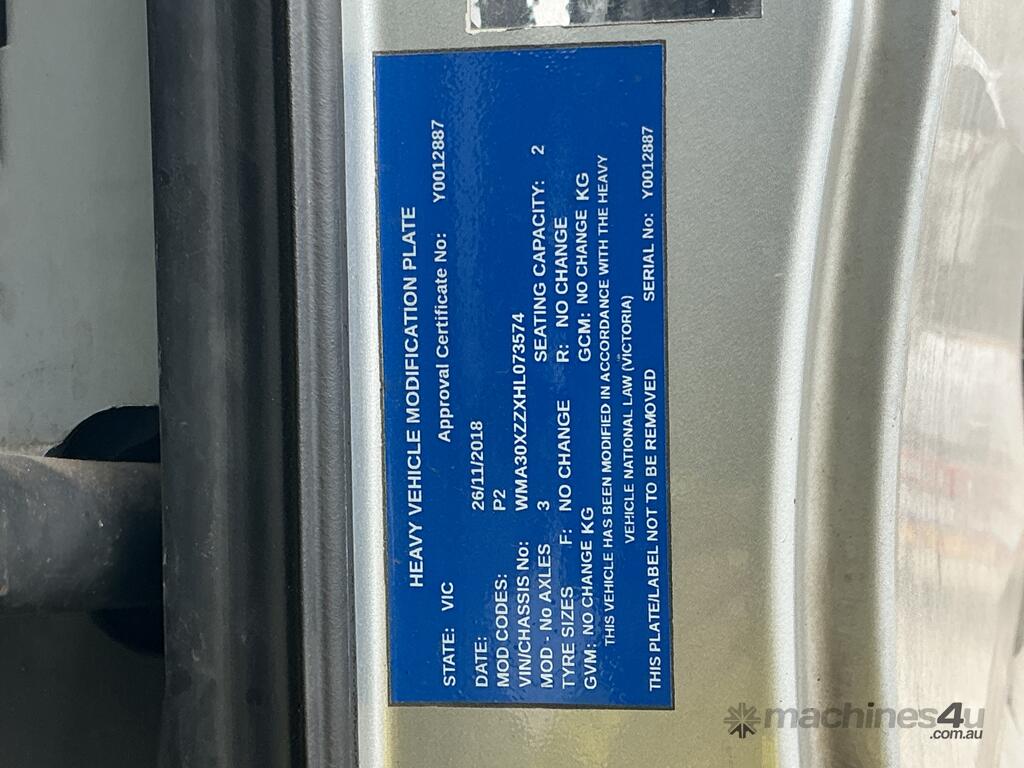 HEAVY VEHICLE MODIFICATION PLATE
STATE: VIC Approval Certificate No: Y0012887
DATE: 26/11/2018
MOD CODES: P2
VIN/CHASSIS No: WMA30XZZXHL073574
MOD - No AXLES 3 SEATING CAPACITY: 2
TYRE SIZES F: NO CHANGE R: NO CHANGE
GVM: NO CHANGE KG GCM: NO CHANGE KG
THIS VEHICLE HAS BEEN MODIFIED IN ACCORDANCE WITH THE HEAVY
VEHICLE NATIONAL LAW (VICTORIA)
THIS PLATE/LABEL NOT TO BE REMOVED SERIAL No: Y0012887
machines4u
.com.au